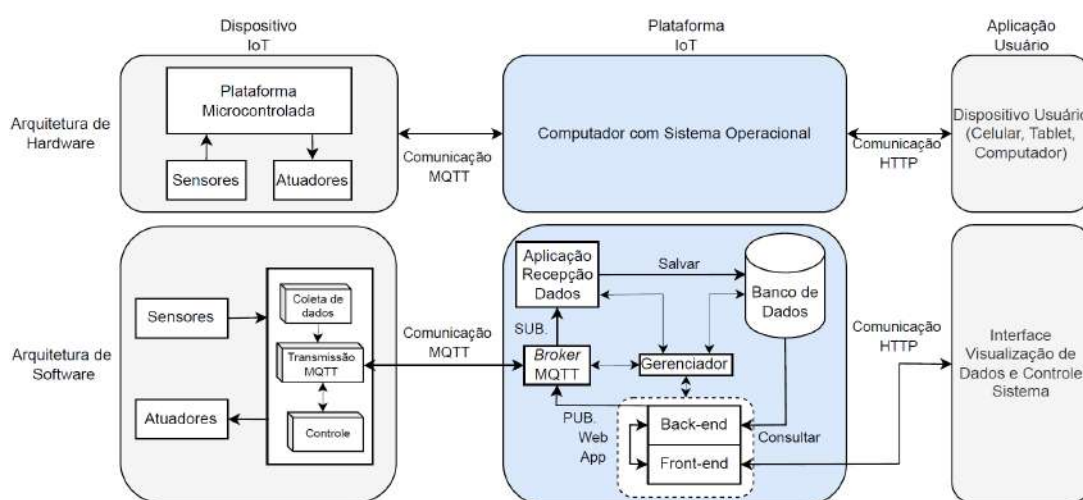 Dispositivo
IoT
Plataforma
IoT
Aplicação
Usuário
Arquitetura de
Hardware
Plataforma
Microcontrolada
Sensores
Atuadores
Comunicação
MQTT
Computador com Sistema Operacional
Comunicação
HTTP
Dispositivo Usuário
(Celular, Tablet,
Computador)
Arquitetura de
Software
Sensores
Atuadores
Coleta de
dados
Transmissão
MQTT
Controle
Comunicação
MQTT
Aplicação
Recepção
Dados
Salvar
Banco de
Dados
SUB.
Broker
MQTT
Gerenciador
PUB.
Web
App
Back-end
Front-end
Consultar
Comunicação
HTTP
Interface
Visualização de
Dados e Controle
Sistema